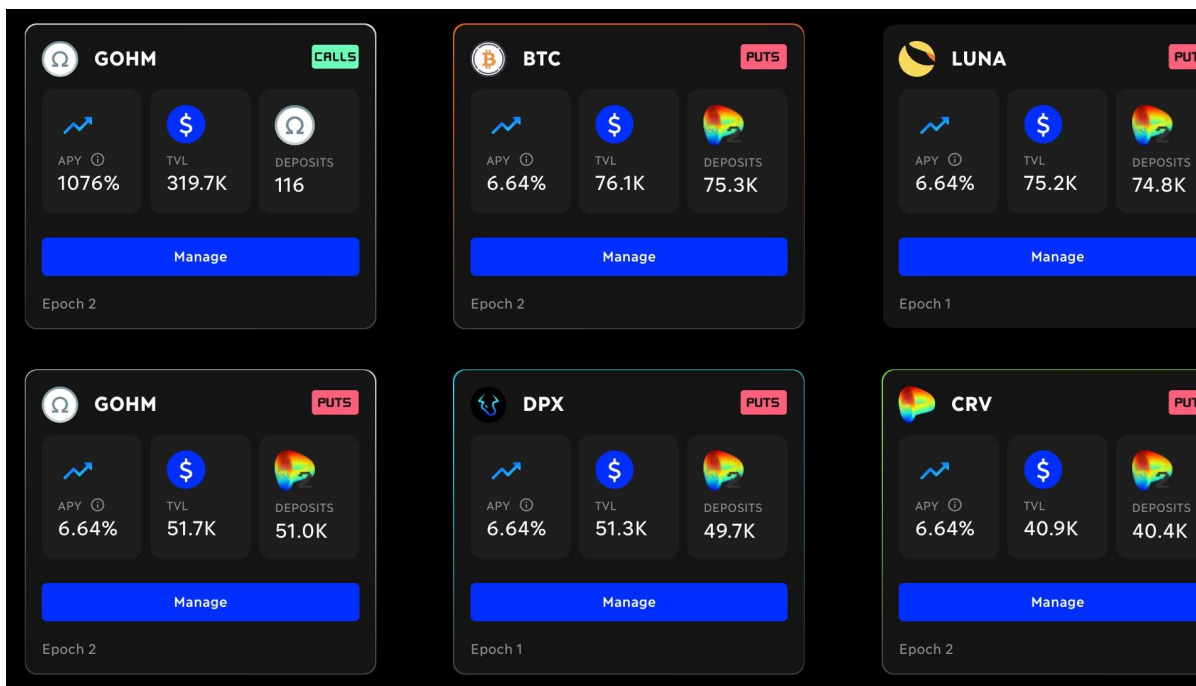 GOHM CALLS
APY TVL DEPOSITS
1076% 319.7K 116
Manage
Epoch 2
BTC PUTS
APY TVL DEPOSITS
6.64% 76.1K 75.3K
Manage
Epoch 2
LUNA PUT
APY TVL DEPOSITS
6.64% 75.2K 74.8K
Manage
Epoch 1
GOHM PUTS
APY TVL DEPOSITS
6.64% 51.7K 51.0K
Manage
Epoch 2
DPX PUTS
APY TVL DEPOSITS
6.64% 51.3K 49.7K
Manage
Epoch 1
CRV PUT
APY TVL DEPOSITS
6.64% 40.9K 40.4K
Manage
Epoch 2